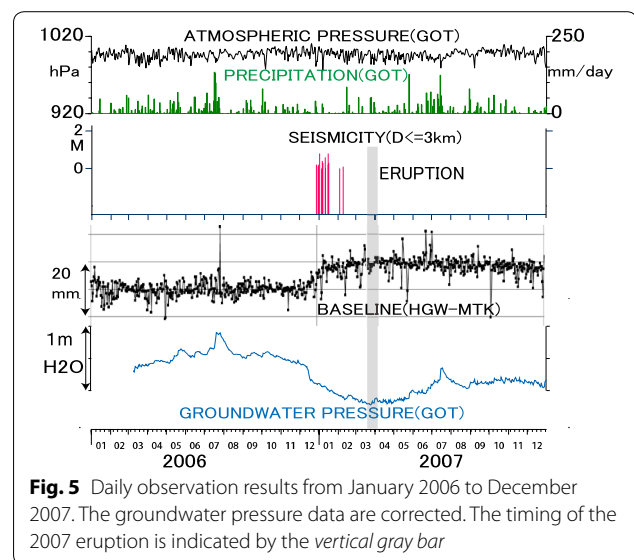 1020
ATMOSPHERIC PRESSURE(GOT)
250
hPa
mm/day
PRECIPITATION(GOT)
920
0
2
M
SEISMICITY(D<=3km)
0
ERUPTION
20
mm
BASELINE(HGW-MTK)
1m
H2O
GROUNDWATER PRESSURE(GOT)
01 02 03 04 05 06 07 08 09 10 11 12 01 02 03 04 05 06 07 08 09 10 11 12
2006 2007
Fig. 5 Daily observation results from January 2006 to December
2007. The groundwater pressure data are corrected. The timing of the
2007 eruption is indicated by the vertical gray bar